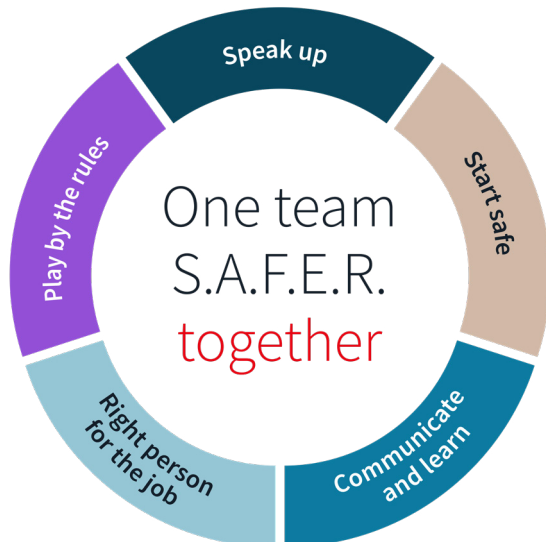 Speak up
Start safe
Communicate
and learn
Right person
for the job
Play by the rules
One team
S.A.F.E.R.
together